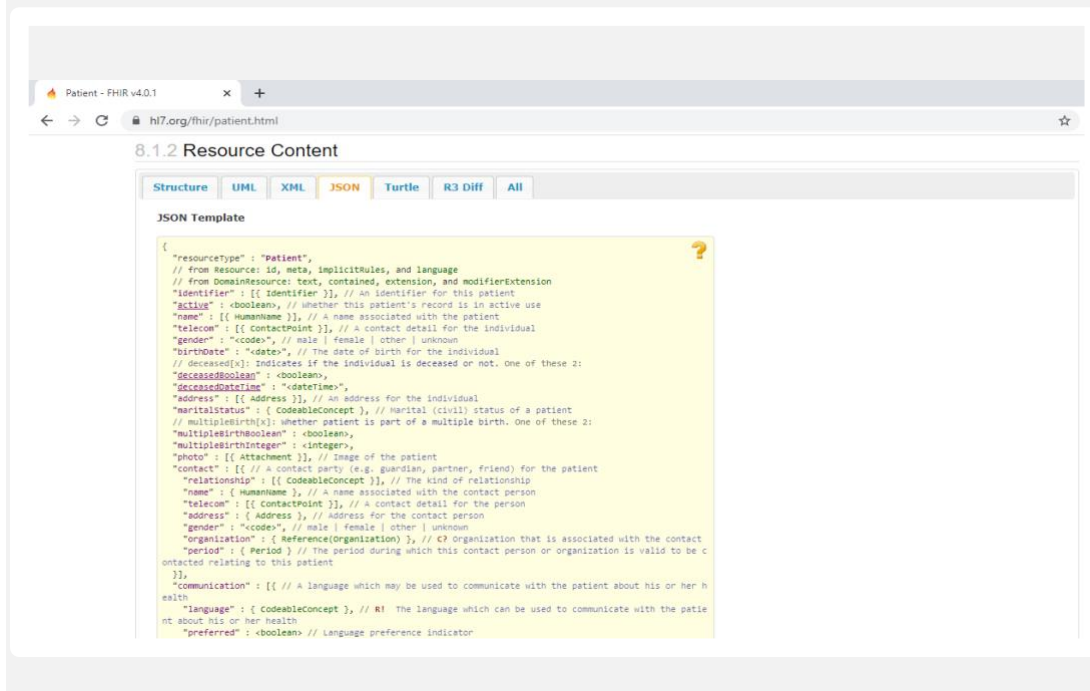 Patient - FHIR v4.0.1
hl7.org/fhir/patient.html
8.1.2 Resource Content
Structure UML XML JSON Turtle R3 Diff All
JSON Template
{
"resourceType" : "Patient",
// from Resource: id, meta, implicitRules, and language
// from DomainResource: text, contained, extension, and modifierExtension
"identifier" : [{ Identifier }], // An identifier for this patient
"active" : <boolean>, // Whether this patient's record is in active use
"name" : [{ HumanName }], // A name associated with the patient
"telecom" : [{ ContactPoint }], // A contact detail for the individual
"gender" : "<code>", // male | female | other | unknown
"birthDate" : "<date>", // The date of birth for the individual
// deceased[x]: Indicates if the individual is deceased or not. One of these 2:
"deceasedBoolean" : <boolean>,
"deceasedDateTime" : "<dateTime>",
"address" : [{ Address }], // An address for the individual
"maritalStatus" : { CodeableConcept }, // Marital (civil) status of a patient
// multipleBirth[x]: Whether patient is part of a multiple birth. One of these 2:
"multipleBirthBoolean" : <boolean>,
"multipleBirthInteger" : <integer>,
"photo" : [{ Attachment }], // Image of the patient
"contact" : [{ // A contact party (e.g. guardian, partner, friend) for the patient
"relationship" : [{ CodeableConcept }], // The kind of relationship
"name" : { HumanName }, // A name associated with the contact person
"telecom" : [{ ContactPoint }], // A contact detail for the person
"address" : { Address }, // Address for the contact person
"gender" : "<code>", // male | female | other | unknown
"organization" : { Reference(Organization) }, // C? Organization that is associated with the contact
"period" : { Period } // The period during which this contact person or organization is valid to be c
ontacted relating to this patient
}],
"communication" : [{ // A language which may be used to communicate with the patient about his or her h
ealth
"language" : { CodeableConcept }, // R! The language which can be used to communicate with the patie
nt about his or her health
"preferred" : <boolean> // Language preference indicator